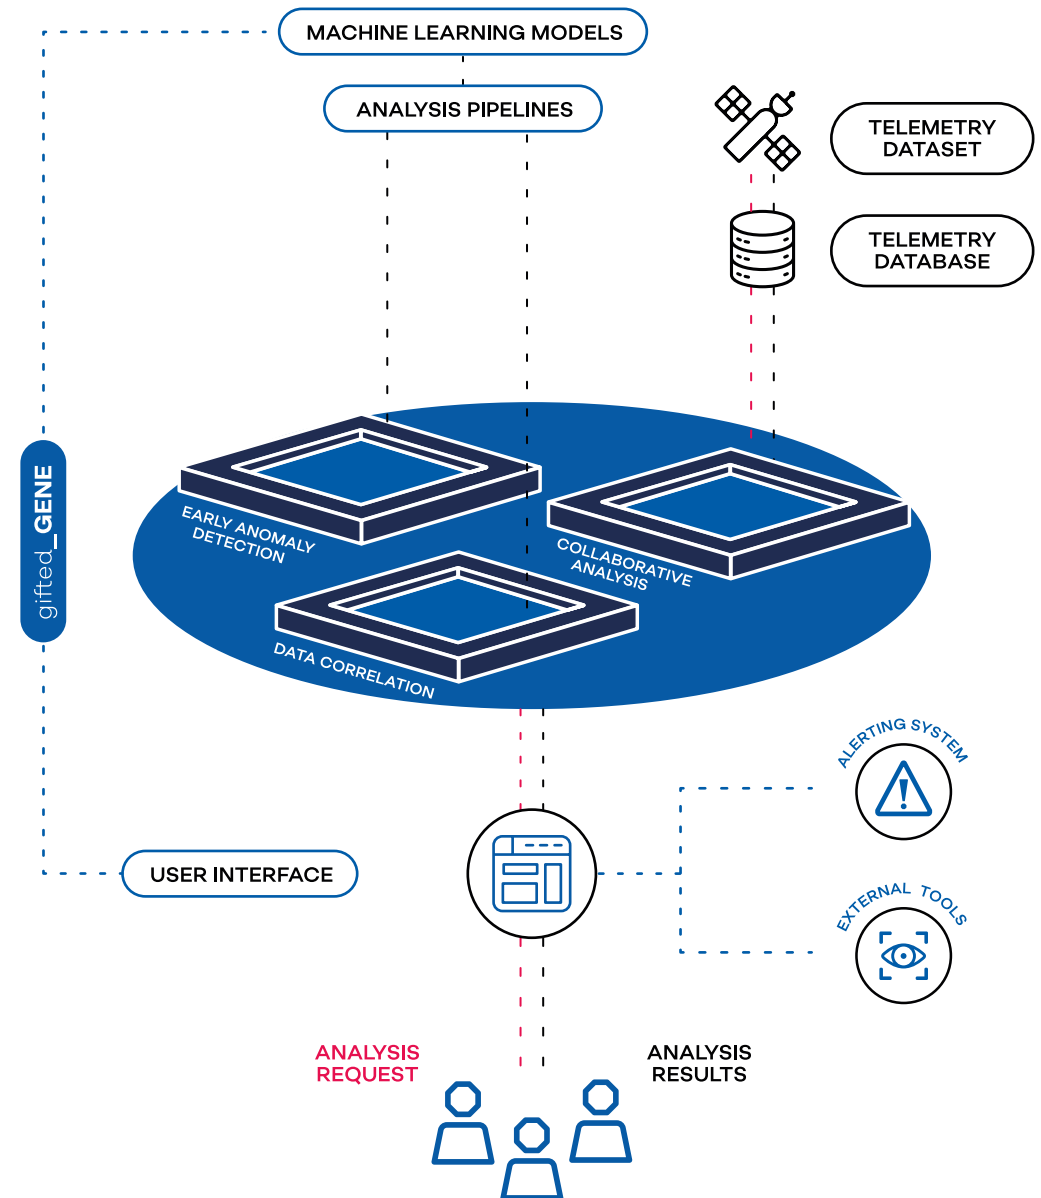 MACHINE LEARNING MODELS
ANALYSIS PIPELINES
TELEMETRY
DATASET
TELEMETRY
DATABASE
gifted_GENE
EARLY ANOMALY
DETECTION
COLLABORATIVE
ANALYSIS
DATA CORRELATION
ALERTING SYSTEM
USER INTERFACE
EXTERNAL TOOLS
ANALYSIS
REQUEST
ANALYSIS
RESULTS